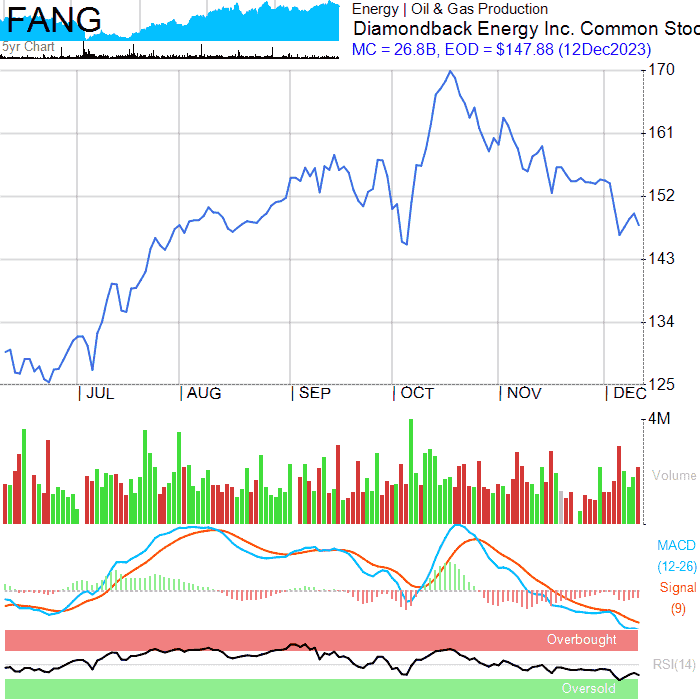 FANG
5yr Chart
Energy | Oil & Gas Production
Diamondback Energy Inc. Common Stoc
MC = 26.8B, EOD = $147.88 (12Dec2023)
170
161
152
143
134
125
JUL
AUG
SEP
OCT
NOV
DEC
4M
Volume
MACD
(12-26)
Signal
(9)
Overbought
RSI(14)
Oversold